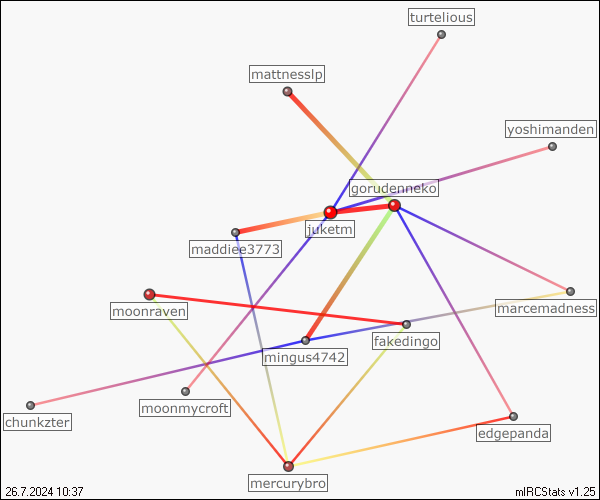 turtelious
mattnesslp
yoshimanden
gorudenneko
juketm
maddiee3773
moonraven
marcemadness
fakedingo
mingus4742
moonmycroft
chunkzter
edgepanda
mercurybro
26.7.2024 10:37
mIRCStats v1.25